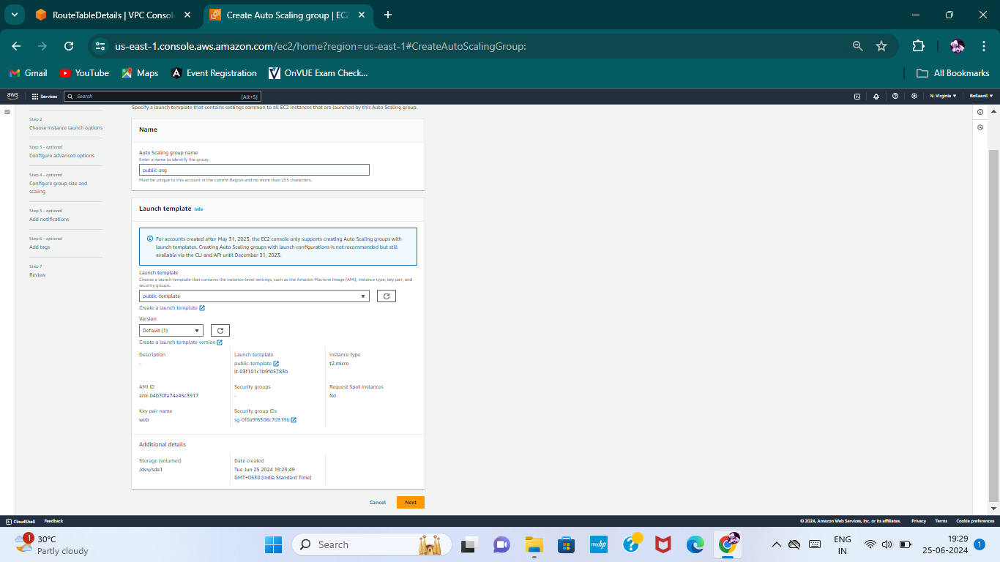 RouteTableDetails | VPC Consol
Create Auto Scaling group | EC2
us-east-1.console.aws.amazon.com/ec2/home?region=us-east-1#CreateAutoScalingGroup:
Gmail
YouTube
Maps
Event Registration
OnVUE Exam Check...
All Bookmarks
aws
Services
Search
[Alt+S]
N. Virginia
Bollaanil
Specify a launch template that contains settings common to all EC2 instances that are launched by this Auto Scaling group.
Step 2
Choose instance launch options
Step 3 - optional
Configure advanced options
Step 4 - optional
Configure group size and
scaling
Step 5 - optional
Add notifications
Step 6 - optional
Add tags
Step 7
Review
Name
Auto Scaling group name
Enter a name to identify the group.
public-asg
Must be unique to this account in the current Region and no more than 255 characters.
Launch template Info
For accounts created after May 31, 2023, the EC2 console only supports creating Auto Scaling groups with
launch templates. Creating Auto Scaling groups with launch configurations is not recommended but still
available via the CLI and API until December 31, 2023.
Launch template
Choose a launch template that contains the instance-level settings, such as the Amazon Machine Image (AMI), instance type, key pair, and
security groups.
public-template
Create a launch template
Version
Default (1)
Create a launch template version
Description
-
Launch template
public-template
lt-03f101c1b9fd5783b
Instance type
t2.micro
AMI ID
ami-04b70fa74e45c3917
Security groups
-
Request Spot Instances
No
Key pair name
web
Security group IDs
sg-0f0a9f6306c7d519b
Additional details
Storage (volumes)
/dev/sda1
Date created
Tue Jun 25 2024 19:23:49
GMT+0530 (India Standard Time)
Cancel
Next
CloudShell
Feedback
© 2024, Amazon Web Services, Inc. or its affiliates.
Privacy
Terms
Cookie preferences
1
30°C
Partly cloudy
Search
myhp
ENG
IN
19:29
25-06-2024
1